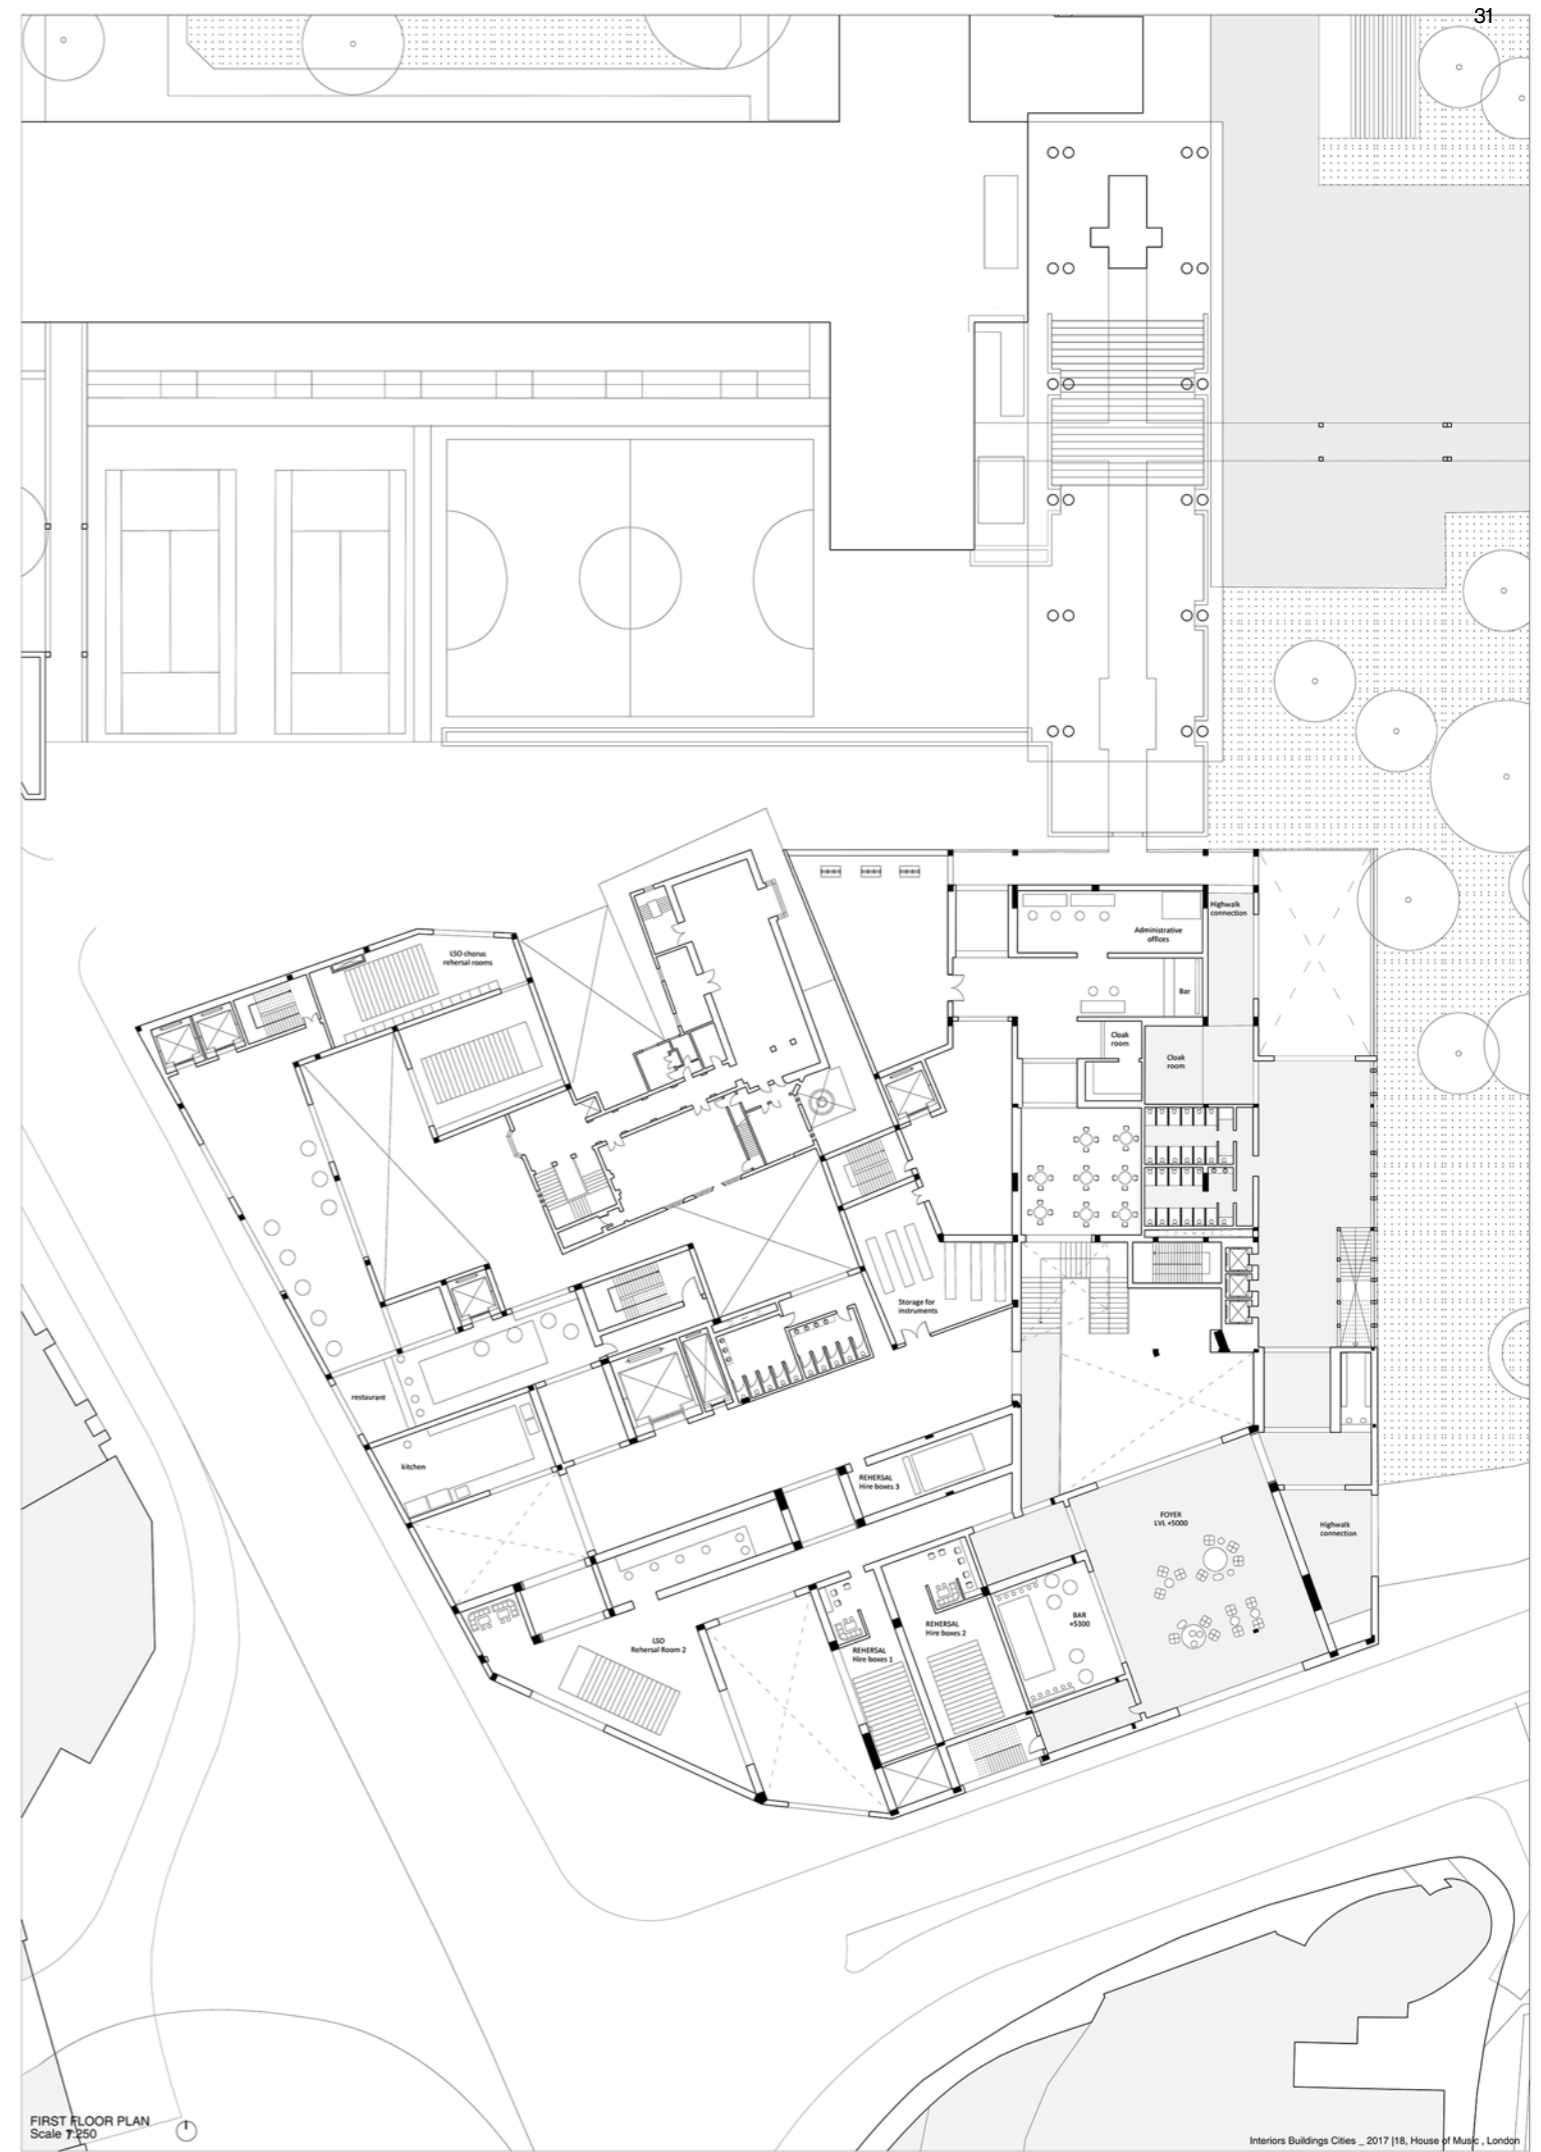 31
Highwalk
connection
Administrative
offices
LSO chorus
rehersal rooms
Bar
Cloak
room
Cloak
room
Storage for
instruments
restaurant
kitchen
REHERSAL
Hire boxes 3
FOYER
LVL +5000
Highwalk
connection
BAR
+5300
REHERSAL
Hire boxes 2
LSO
Rehersal Room 2
REHERSAL
Hire boxes 1
FIRST FLOOR PLAN
Scale
Interiors Buildings Cities _ 2017 |18, House of Music , London